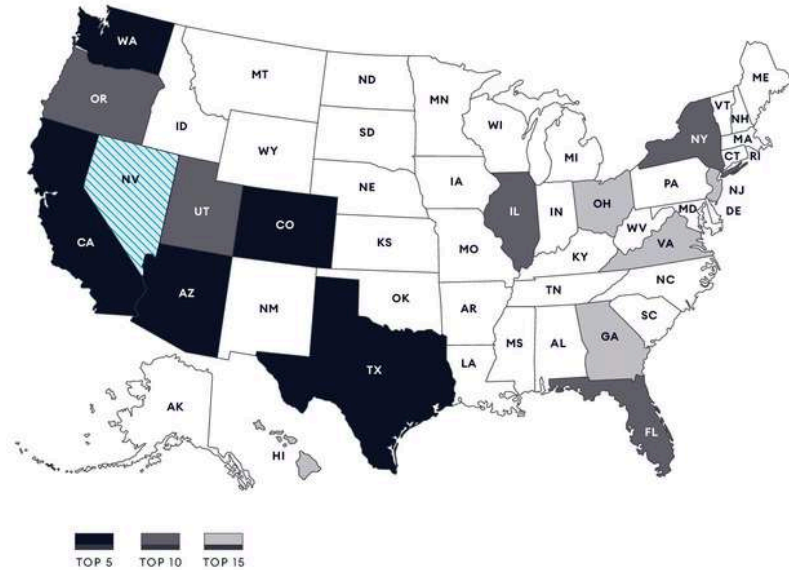 WA
MT
ND
MN
ME
OR
ID
SD
WI
VT
NH
NY
MA
WY
MI
CT
RI
NV
NE
IA
PA
NJ
UT
CO
IL
IN
OH
MD
DE
CA
KS
MO
WV
VA
KY
AZ
NM
OK
AR
TN
NC
SC
TX
LA
MS
AL
GA
AK
HI
FL
TOP 5
TOP 10
TOP 15